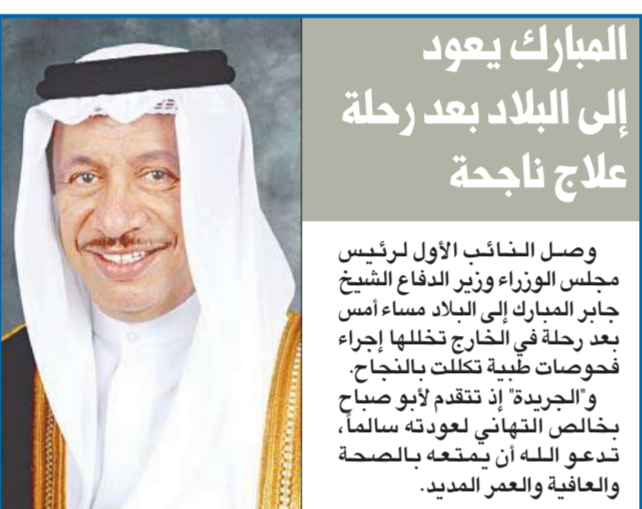 المبارك يعود
إلى البلاد بعد رحلة
علاج ناجحة
وصل النائب الأول لرئيس
مجلس الوزراء وزير الدفاع الشيخ
جابر المبارك إلى البلاد مساء أمس
بعد رحلة في الخارج تخللها إجراء
فحوصات طبية تكللت بالنجاح.
و"الجريدة" إذ تتقدم لأبو صباح
بخالص التهاني لعودته سالماً،
تدعو الله أن يمتعه بالصحة
والعافية والعمر المديد.